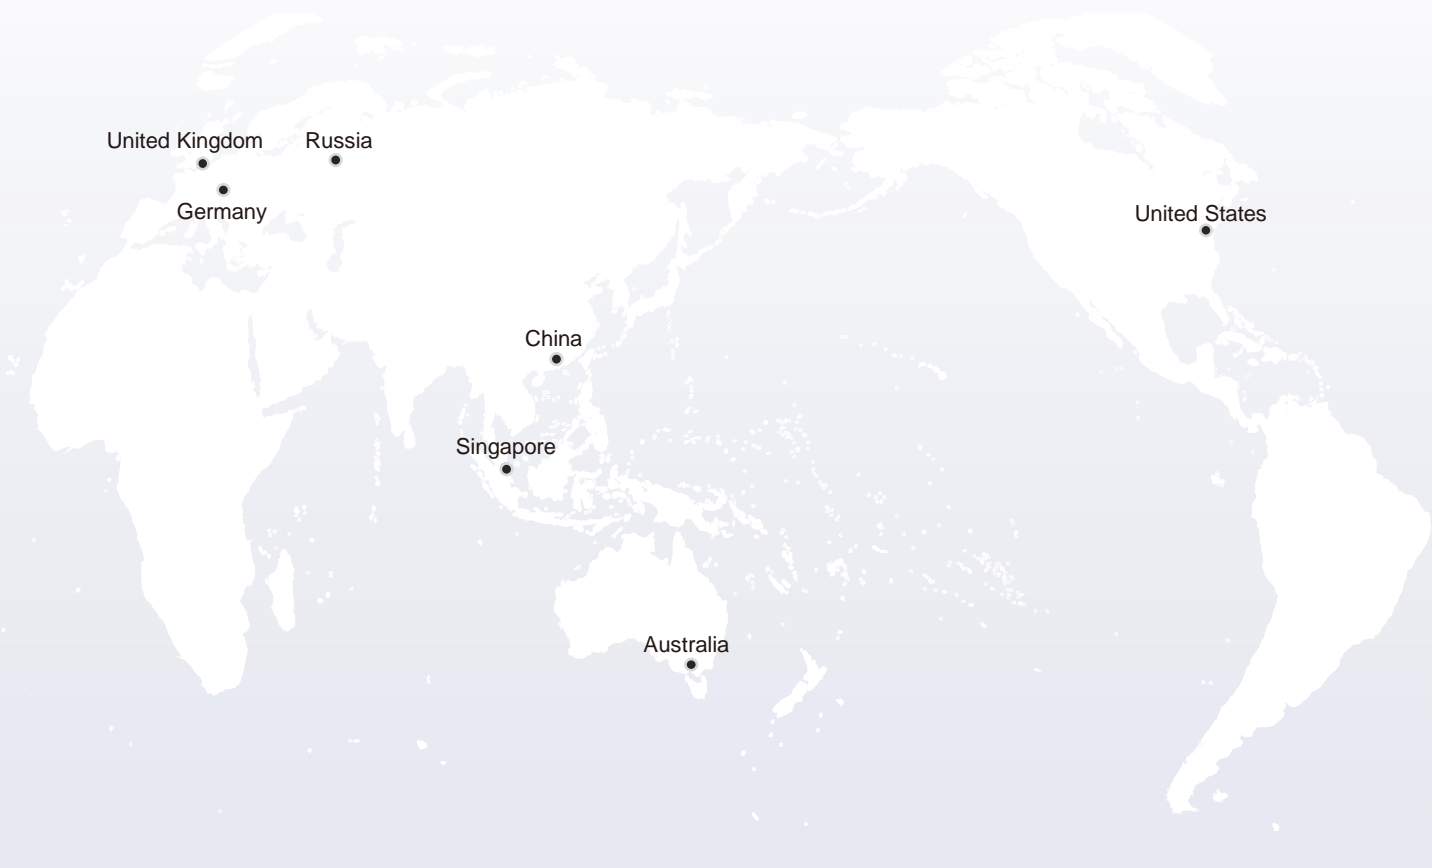 United Kingdom
Russia
Germany
United States
China
Singapore
Australia